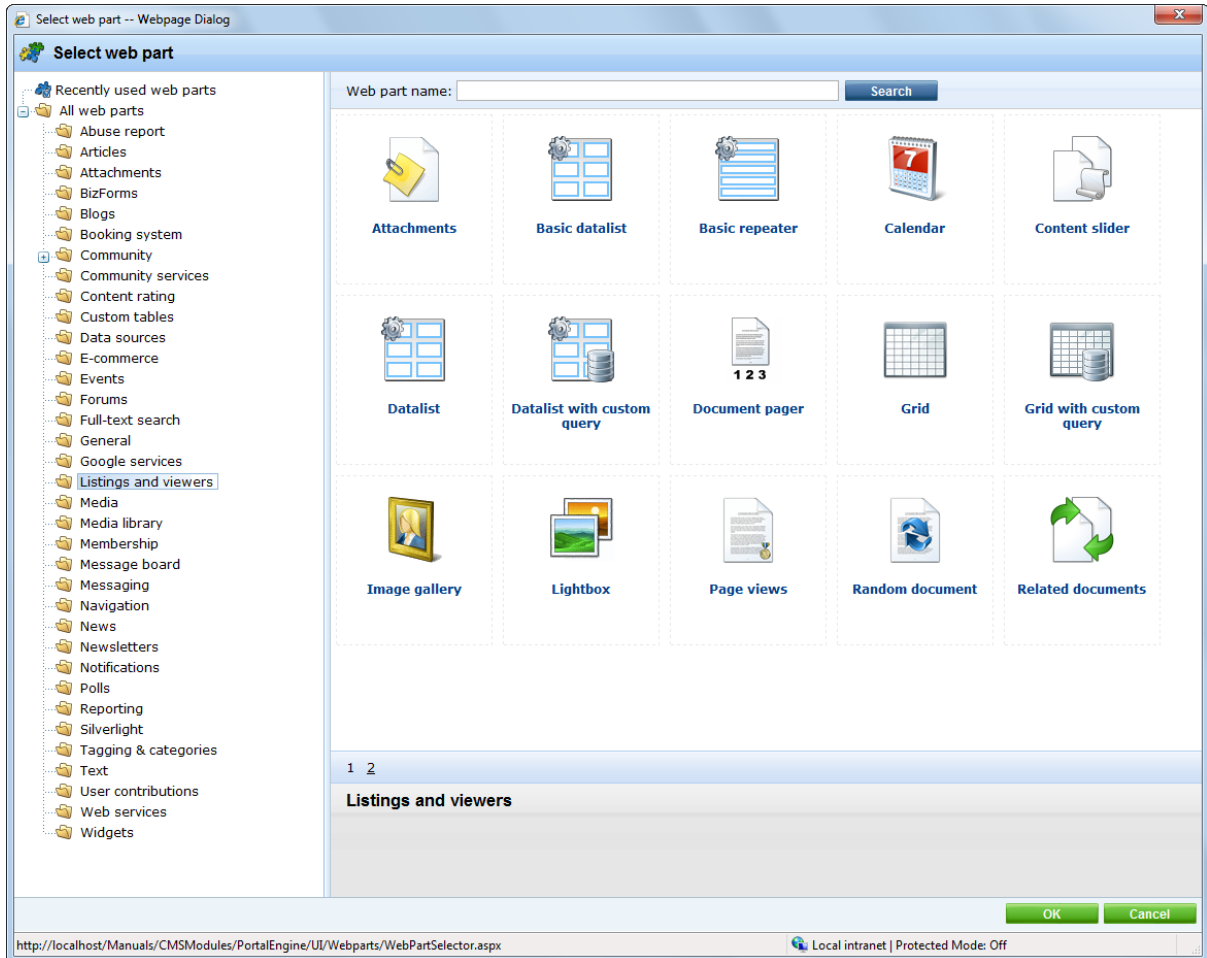 Select web part -- Webpage Dialog
Select web part
Recently used web parts
All web parts
Abuse report
Articles
Attachments
BizForms
Blogs
Booking system
Community
Community services
Content rating
Custom tables
Data sources
E-commerce
Events
Forums
Full-text search
General
Google services
Listings and viewers
Media
Media library
Membership
Message board
Messaging
Navigation
News
Newsletters
Notifications
Polls
Reporting
Silverlight
Tagging & categories
Text
User contributions
Web services
Widgets
Web part name:
Search
7
Attachments
Basic datalist
Basic repeater
Calendar
Content slider
1 2 3
Datalist
Datalist with custom
query
Document pager
Grid
Grid with custom
query
Image gallery
Lightbox
Page views
Random document
Related documents
1 2
Listings and viewers
OK
Cancel
http://localhost/Manuals/CMSModules/PortalEngine/UI/Webparts/WebPartSelector.aspx
Local intranet | Protected Mode: Off